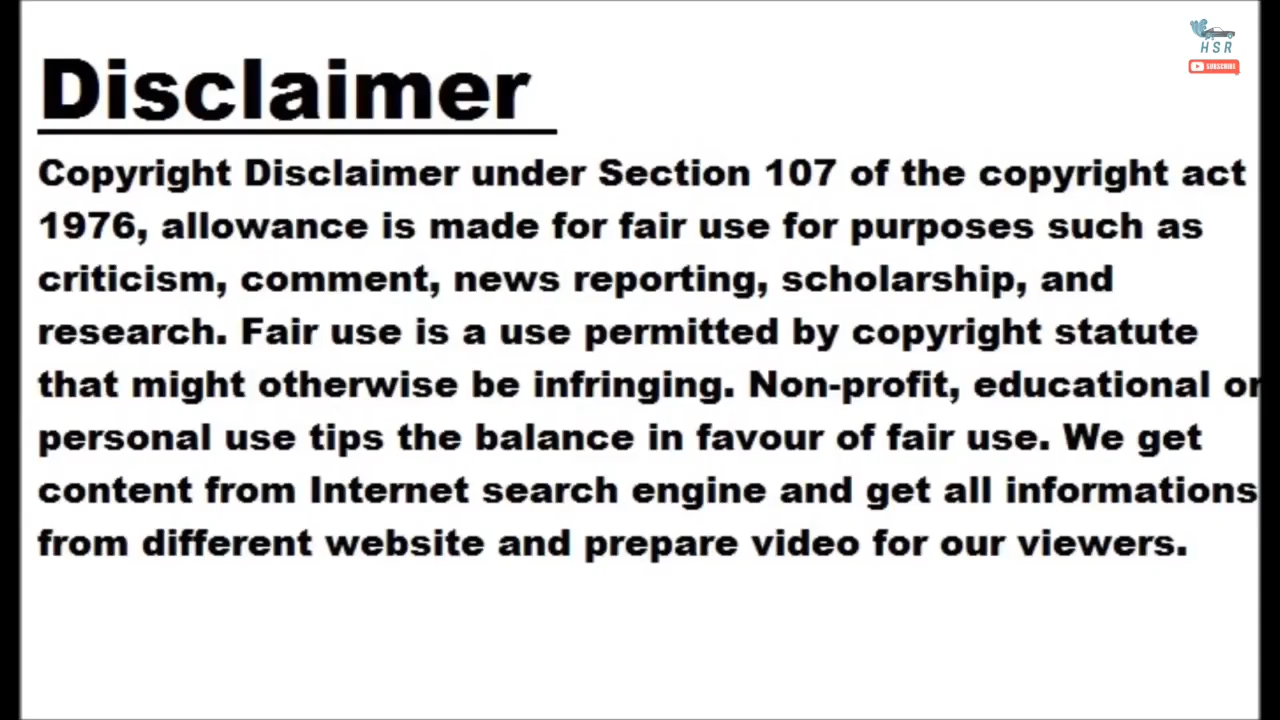 HSR
SUBSCRIBE
Disclaimer
Copyright Disclaimer under Section 107 of the copyright act
1976, allowance is made for fair use for purposes such as
criticism, comment, news reporting, scholarship, and
research. Fair use is a use permitted by copyright statute
that might otherwise be infringing. Non-profit, educational or
personal use tips the balance in favour of fair use. We get
content from Internet search engine and get all informations
from different website and prepare video for our viewers.